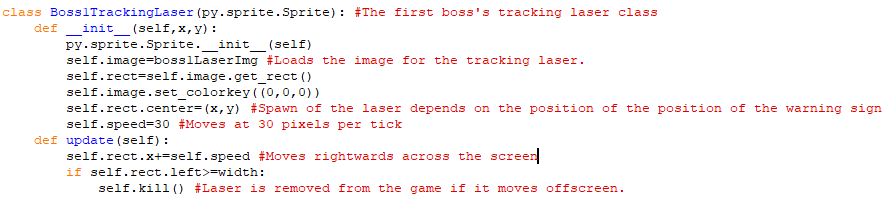 class Boss1TrackingLaser(py.sprite.Sprite): #The first boss's tracking laser class
    def __init__(self,x,y):
        py.sprite.Sprite.__init__(self)
        self.image=boss1LaserImg #Loads the image for the tracking laser.
        self.rect=self.image.get_rect()
        self.image.set_colorkey((0,0,0))
        self.rect.center=(x,y) #Spawn of the laser depends on the position of the position of the warning sign
        self.speed=30 #Moves at 30 pixels per tick
    def update(self):
        self.rect.x+=self.speed #Moves rightwards across the screen
        if self.rect.left>=width:
            self.kill() #Laser is removed from the game if it moves offscreen.